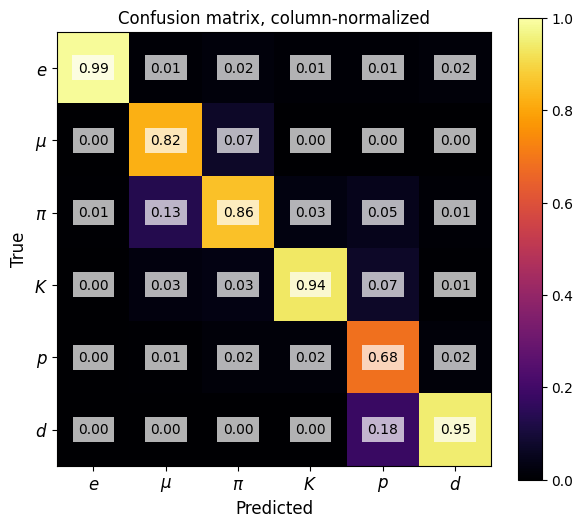 Confusion matrix, column-normalized
True
e 0.99 0.01 0.02 0.01 0.01 0.02
μ 0.00 0.82 0.07 0.00 0.00 0.00
π 0.01 0.13 0.86 0.03 0.05 0.01
K 0.00 0.03 0.03 0.94 0.07 0.01
p 0.00 0.01 0.02 0.02 0.68 0.02
d 0.00 0.00 0.00 0.00 0.18 0.95
e μ π K p d
Predicted
1.0
0.8
0.6
0.4
0.2
0.0